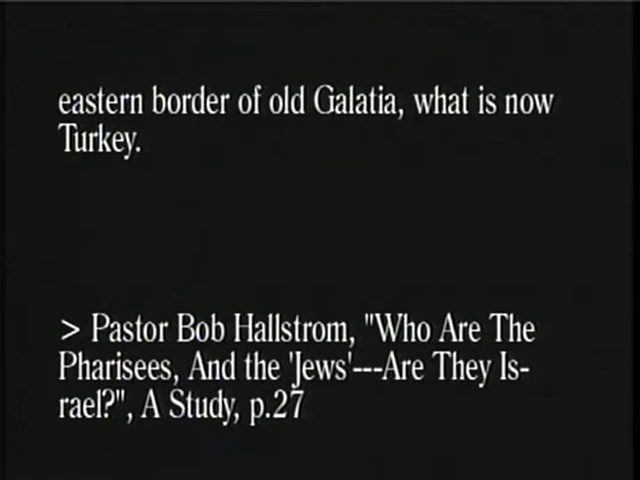 eastern border of old Galatia, what is now
Turkey.
> Pastor Bob Hallstrom, "Who Are The
Pharisees, And the 'Jews'---Are They Is-
rael?", A Study, p.27